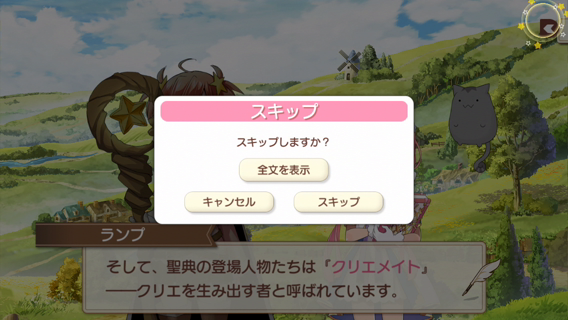 スキップ
スキップしますか？
全文を表示
キャンセル
スキップ
ランプ
そして、聖典の登場人物たちは『クリエメイト』
――クリエを生み出す者と呼ばれています。